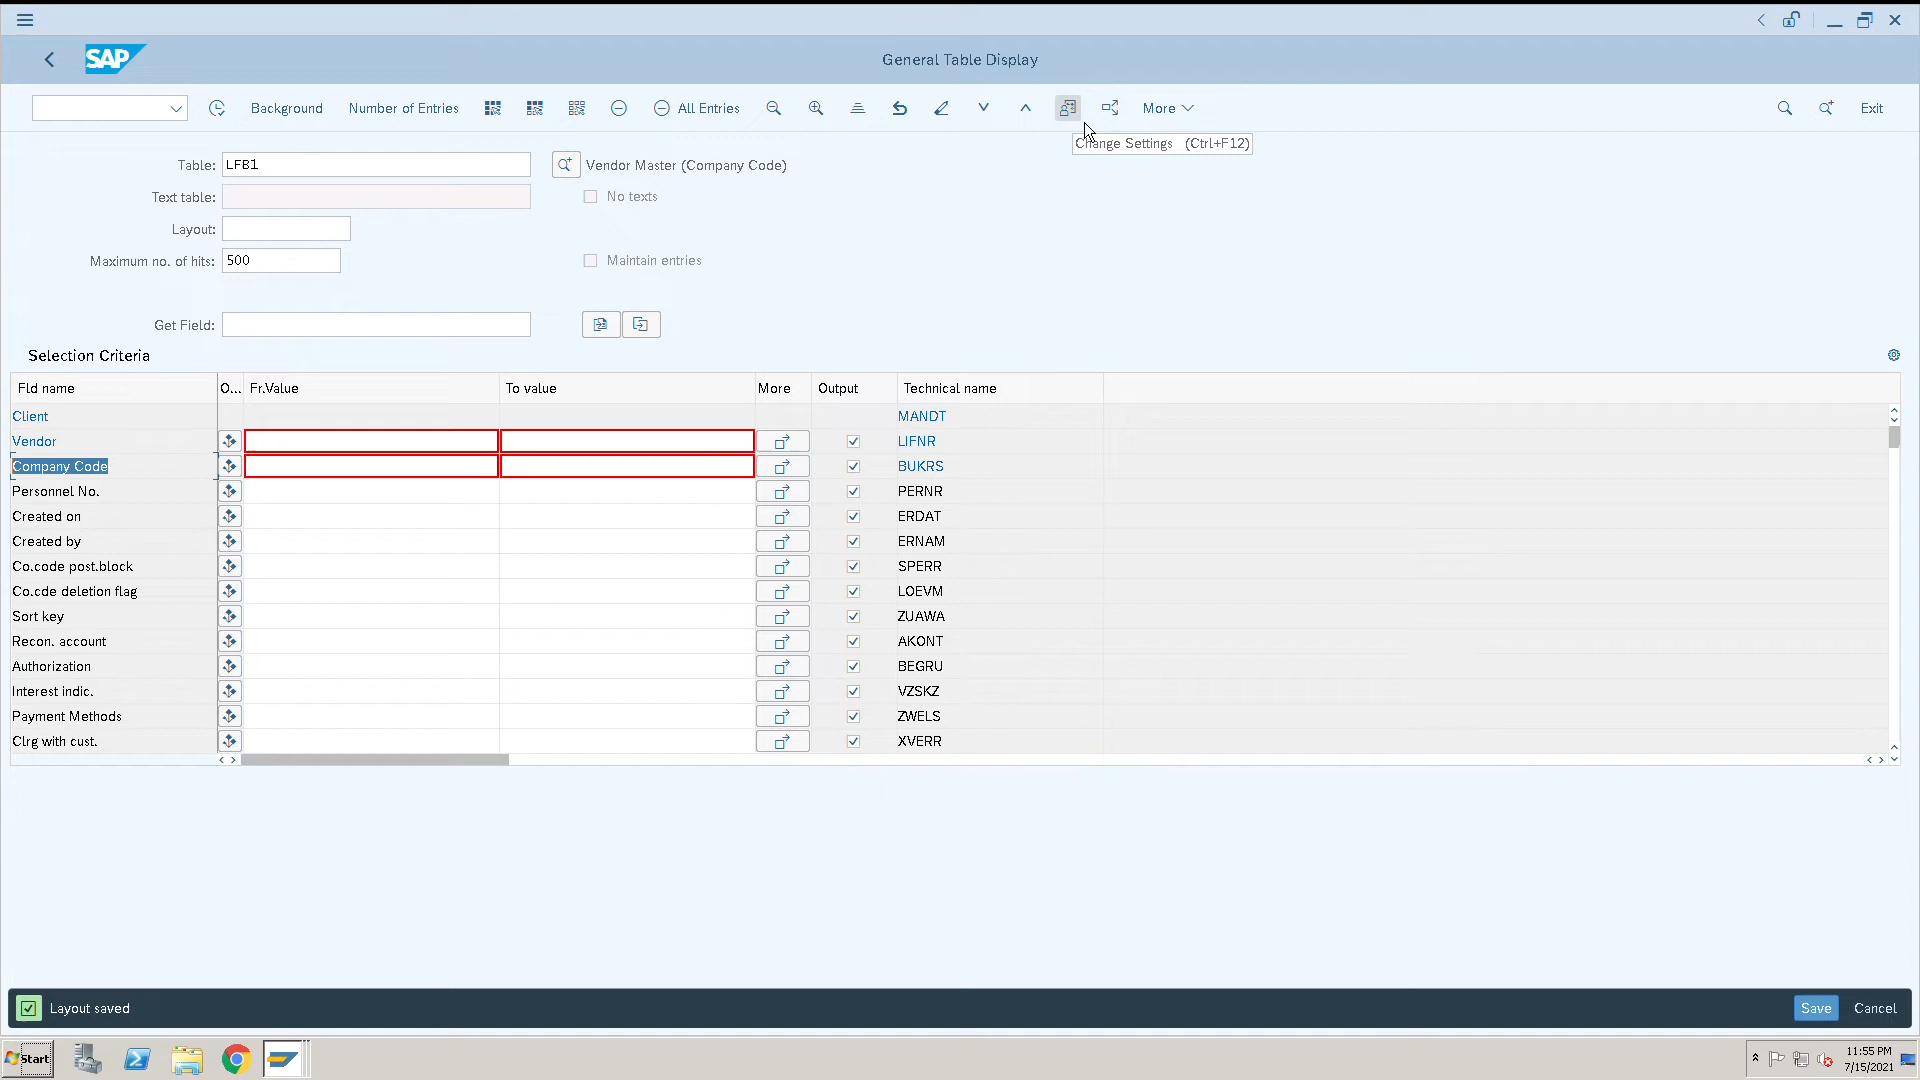 SAP
General Table Display
Background Number of Entries All Entries More Exit
Change Settings (Ctrl+F12)
Table: LFB1 Vendor Master (Company Code)
Text table: No texts
Layout:
Maximum no. of hits: 500 Maintain entries
Get Field:
Selection Criteria
Fld name O... Fr.Value To value More Output Technical name
Client MANDT
Vendor LIFNR
Company Code BUKRS
Personnel No. PERNR
Created on ERDAT
Created by ERNAM
Co.code post.block SPERR
Co.cde deletion flag LOEVM
Sort key ZUAWA
Recon. account AKONT
Authorization BEGRU
Interest indic. VZSKZ
Payment Methods ZWELS
Clrg with cust. XVERR
Layout saved Save Cancel
Start 11:55 PM
7/15/2021